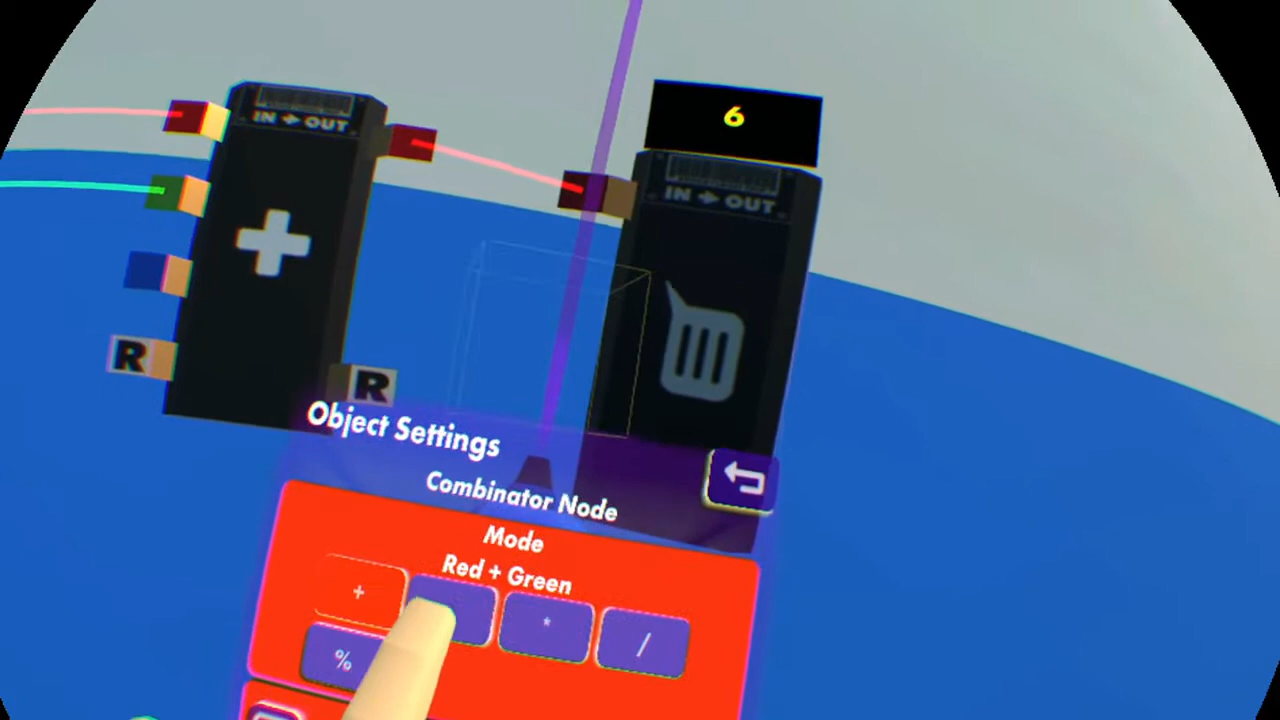 6
IN → OUT
IN → OUT
R
R
Object Settings
Combinator Node
Mode
Red + Green
+
*
/
%